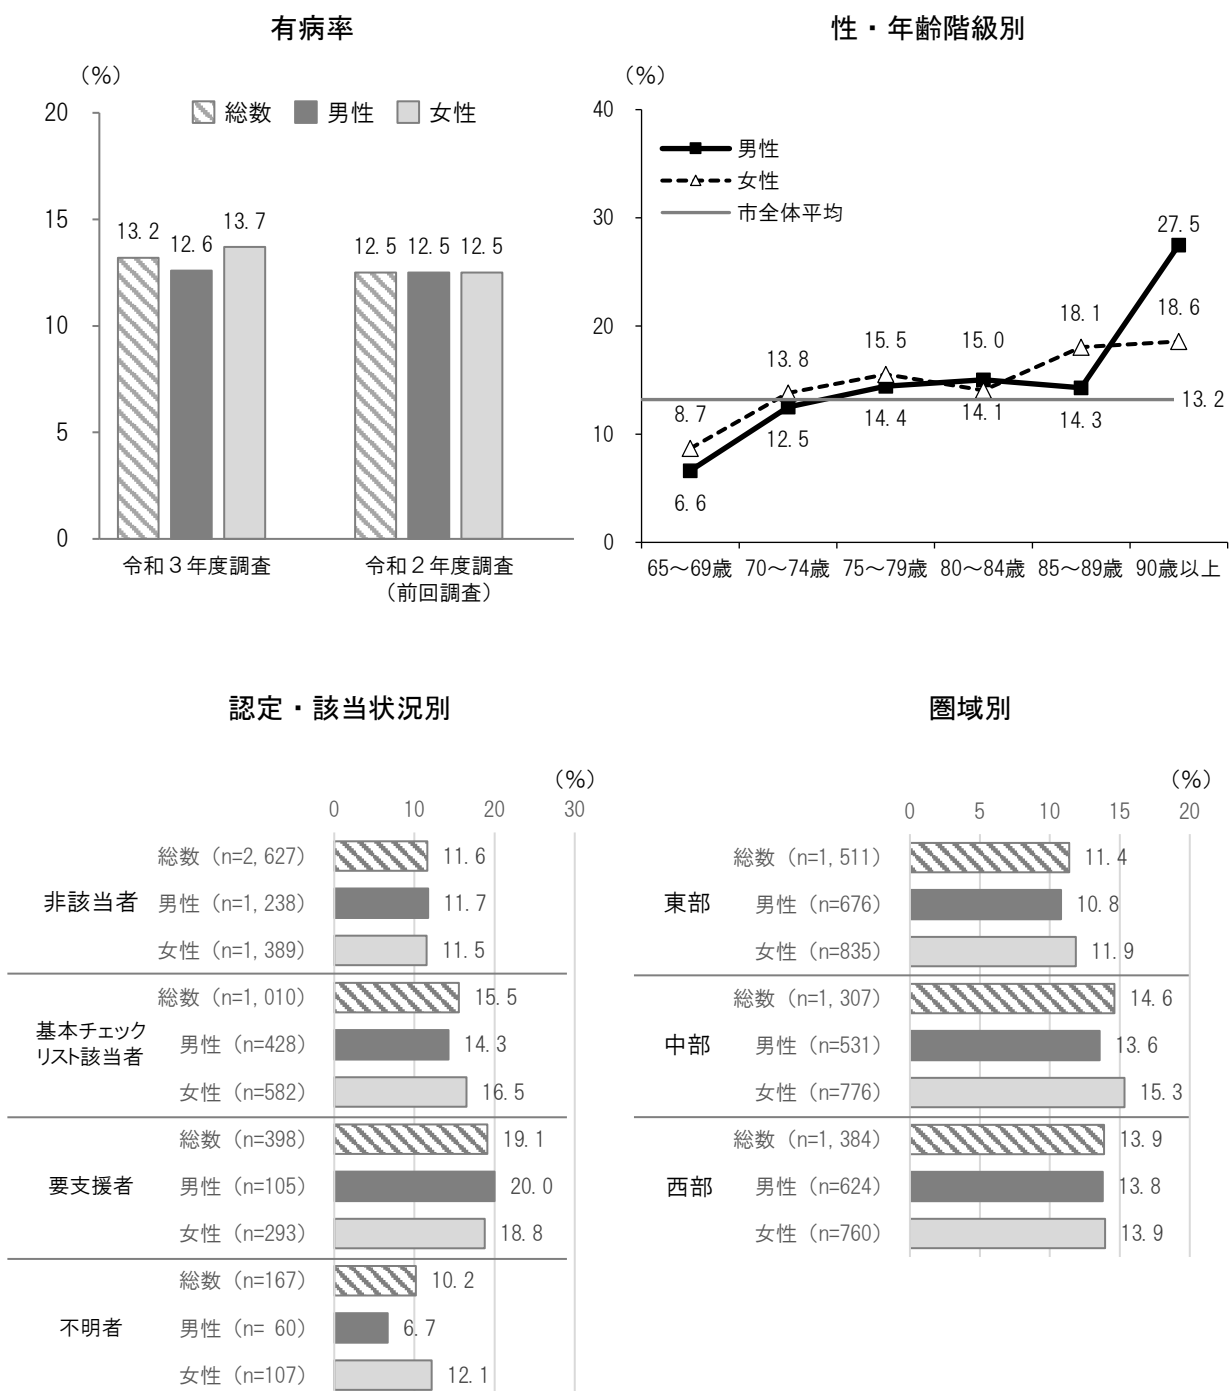 有病率
(%)
総数 男性 女性
20
15
10
5
0
13.2 12.6 13.7
12.5 12.5 12.5
令和３年度調査
令和２年度調査
（前回調査）
性・年齢階級別
(%)
男性
女性
市全体平均
40
30
20
10
0
8.7 13.8 15.5 15.0 18.1 18.6
6.6 12.5 14.4 14.1 14.3 27.5
13.2
65～69歳 70～74歳 75～79歳 80～84歳 85～89歳 90歳以上
認定・該当状況別
(%)
0 10 20 30
非該当者
総数（n=2,627） 11.6
男性（n=1,238） 11.7
女性（n=1,389） 11.5
基本チェック
リスト該当者
総数（n=1,010） 15.5
男性（n=428） 14.3
女性（n=582） 16.5
要支援者
総数（n=398） 19.1
男性（n=105） 20.0
女性（n=293） 18.8
不明者
総数（n=167） 10.2
男性（n= 60） 6.7
女性（n=107） 12.1
圏域別
(%)
0 5 10 15 20
東部
総数（n=1,511） 11.4
男性（n=676） 10.8
女性（n=835） 11.9
中部
総数（n=1,307） 14.6
男性（n=531） 13.6
女性（n=776） 15.3
西部
総数（n=1,384） 13.9
男性（n=624） 13.8
女性（n=760） 13.9